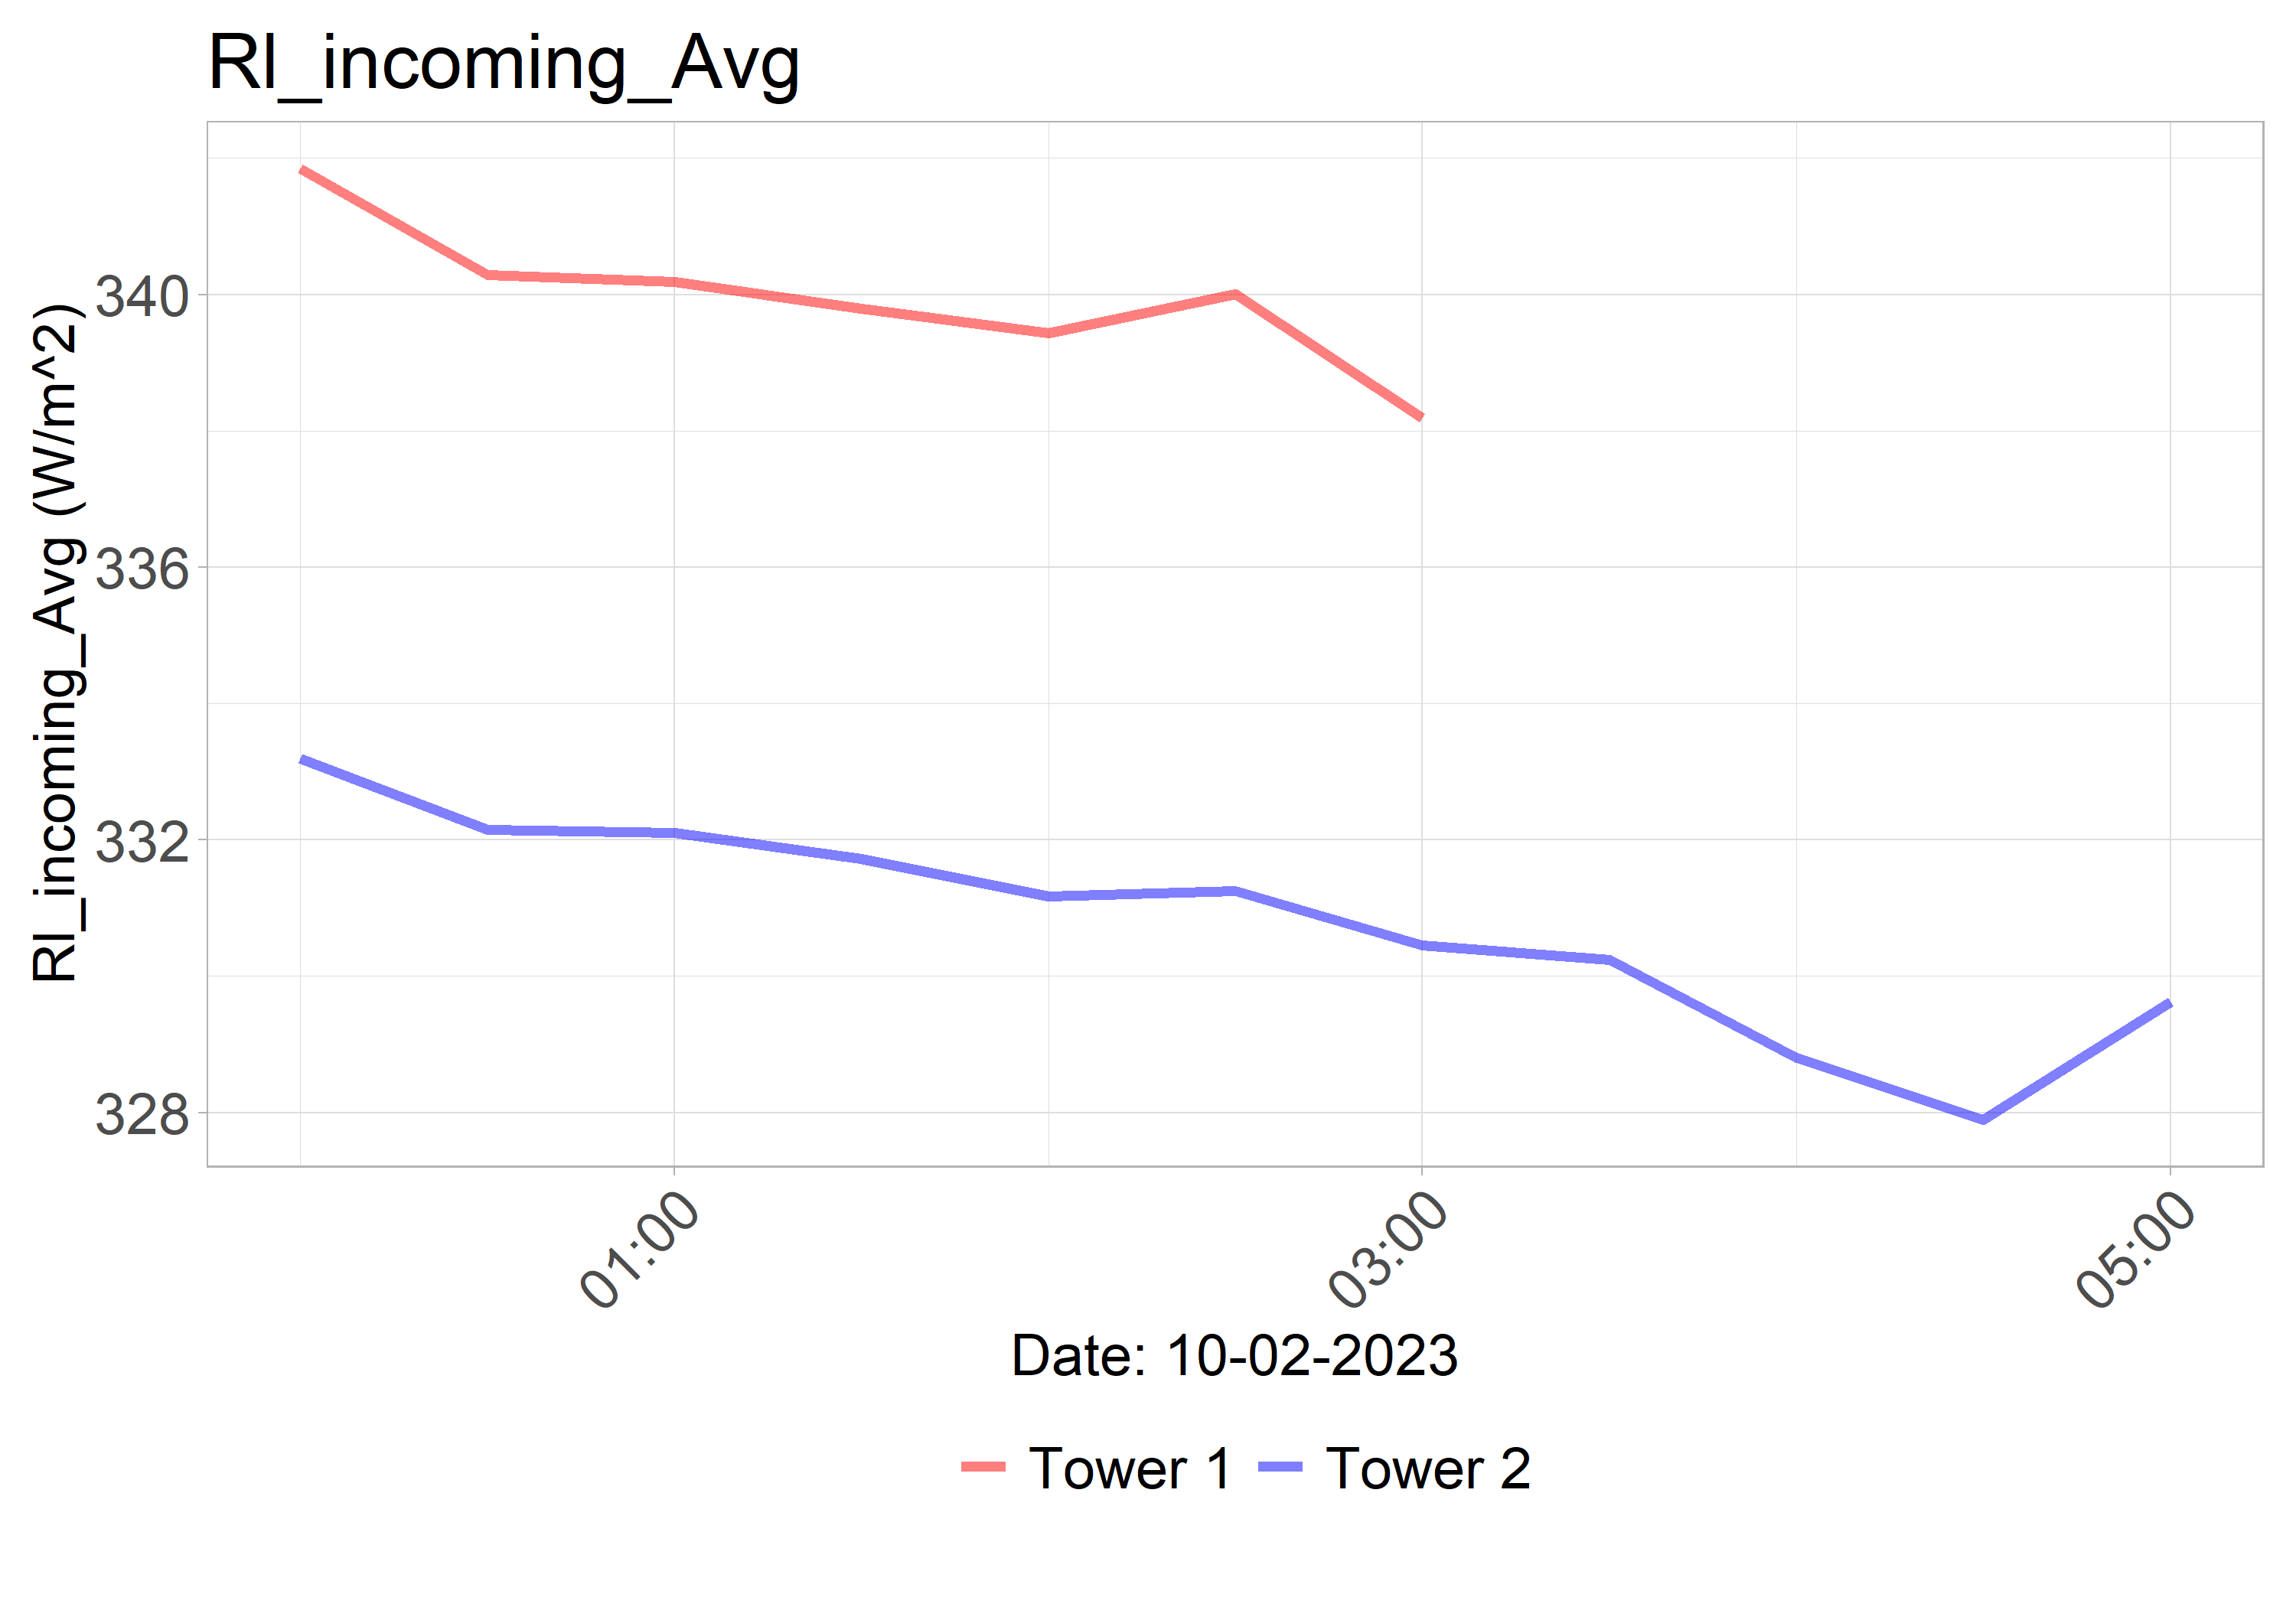 Rl_incoming_Avg
Rl_incoming_Avg (W/m^2)
340
336
332
328
01:00
03:00
05:00
Date: 10-02-2023
Tower 1
Tower 2